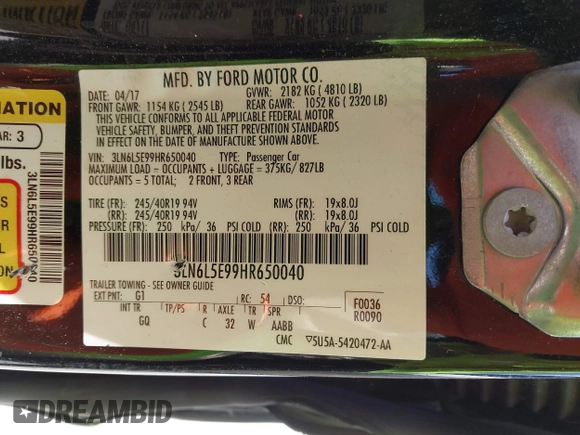 MFD. BY FORD MOTOR CO.
DATE: 04/17 GVWR: 2182 KG ( 4810 LB)
FRONT GAWR: 1154 KG ( 2545 LB) REAR GAWR: 1052 KG ( 2320 LB)
THIS VEHICLE CONFORMS TO ALL APPLICABLE FEDERAL MOTOR
VEHICLE SAFETY, BUMPER, AND THEFT PREVENTION STANDARDS
IN EFFECT ON THE DATE OF MANUFACTURE SHOWN ABOVE.
VIN: 3LN6L5E99HR650040 TYPE: Passenger Car
MAXIMUM LOAD = OCCUPANTS + LUGGAGE = 375KG/ 827LB
OCCUPANTS = 5 TOTAL; 2 FRONT, 3 REAR
TIRE (FR): 245/40R19 94V RIMS (FR): 19x8.0J
(RR): 245/40R19 94V (RR): 19x8.0J
PRESSURE (FR): 250 kPa/ 36 PSI COLD (RR): 250 kPa/ 36 PSI COLD
3LN6L5E99HR650040
TRAILER TOWING - SEE OWNER GUIDE
EXT PNT: G1 RC: 54 DSO: F0036
INT TR TP/PS R AXLE TR SPR R0090
GQ C 32 W AABB
CMC 5U5A-5420472-AA
MATION
AR: 3
lbs.
3LN6L5E99HR650040
AL
ON
DREAMBID